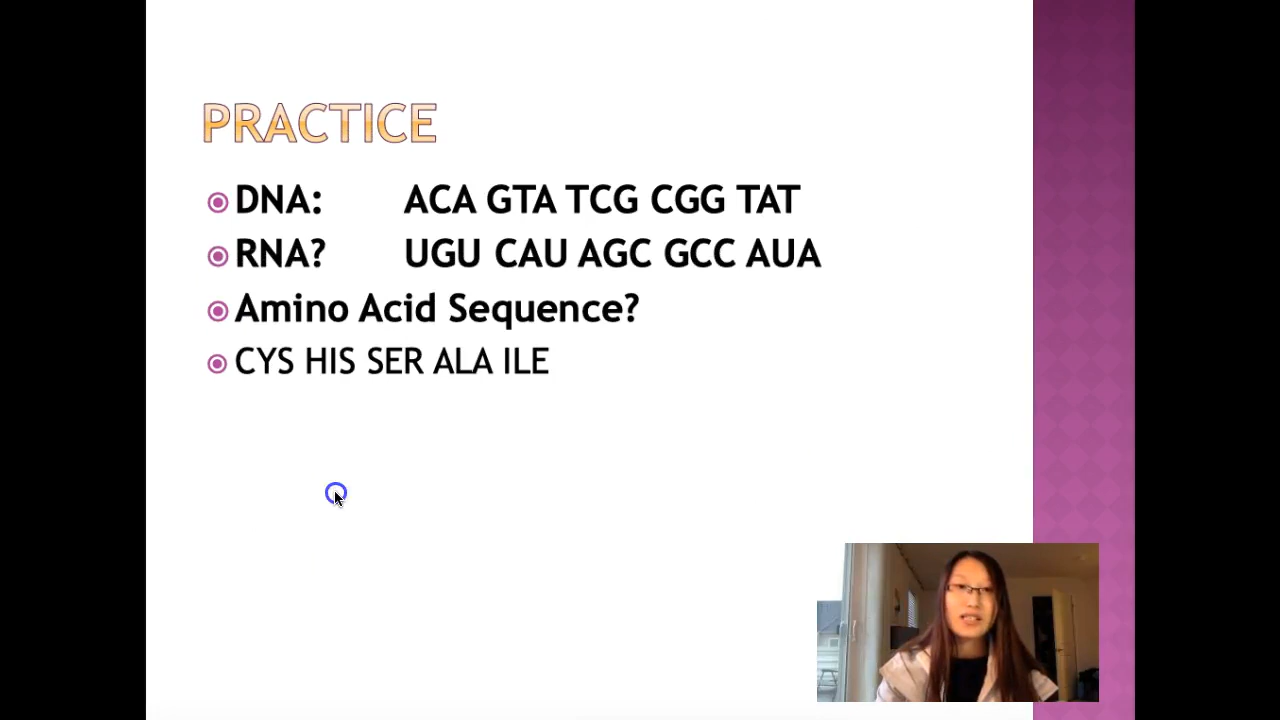 PRACTICE
DNA: ACA GTA TCG CGG TAT
RNA? UGU CAU AGC GCC AUA
Amino Acid Sequence?
CYS HIS SER ALA ILE